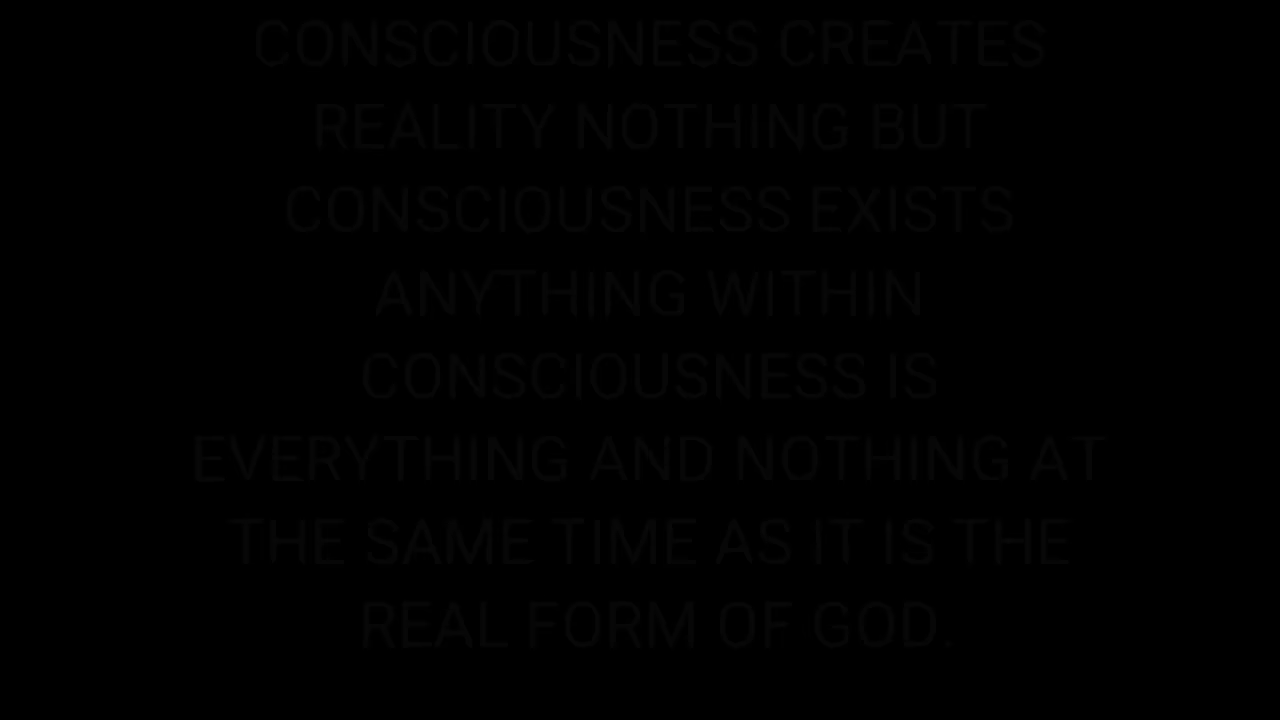 CONSCIOUSNESS CREATES
REALITY NOTHING BUT
CONSCIOUSNESS EXISTS
ANYTHING WITHIN
CONSCIOUSNESS IS
EVERYTHING AND NOTHING AT
THE SAME TIME AS IT IS THE
REAL FORM OF GOD.